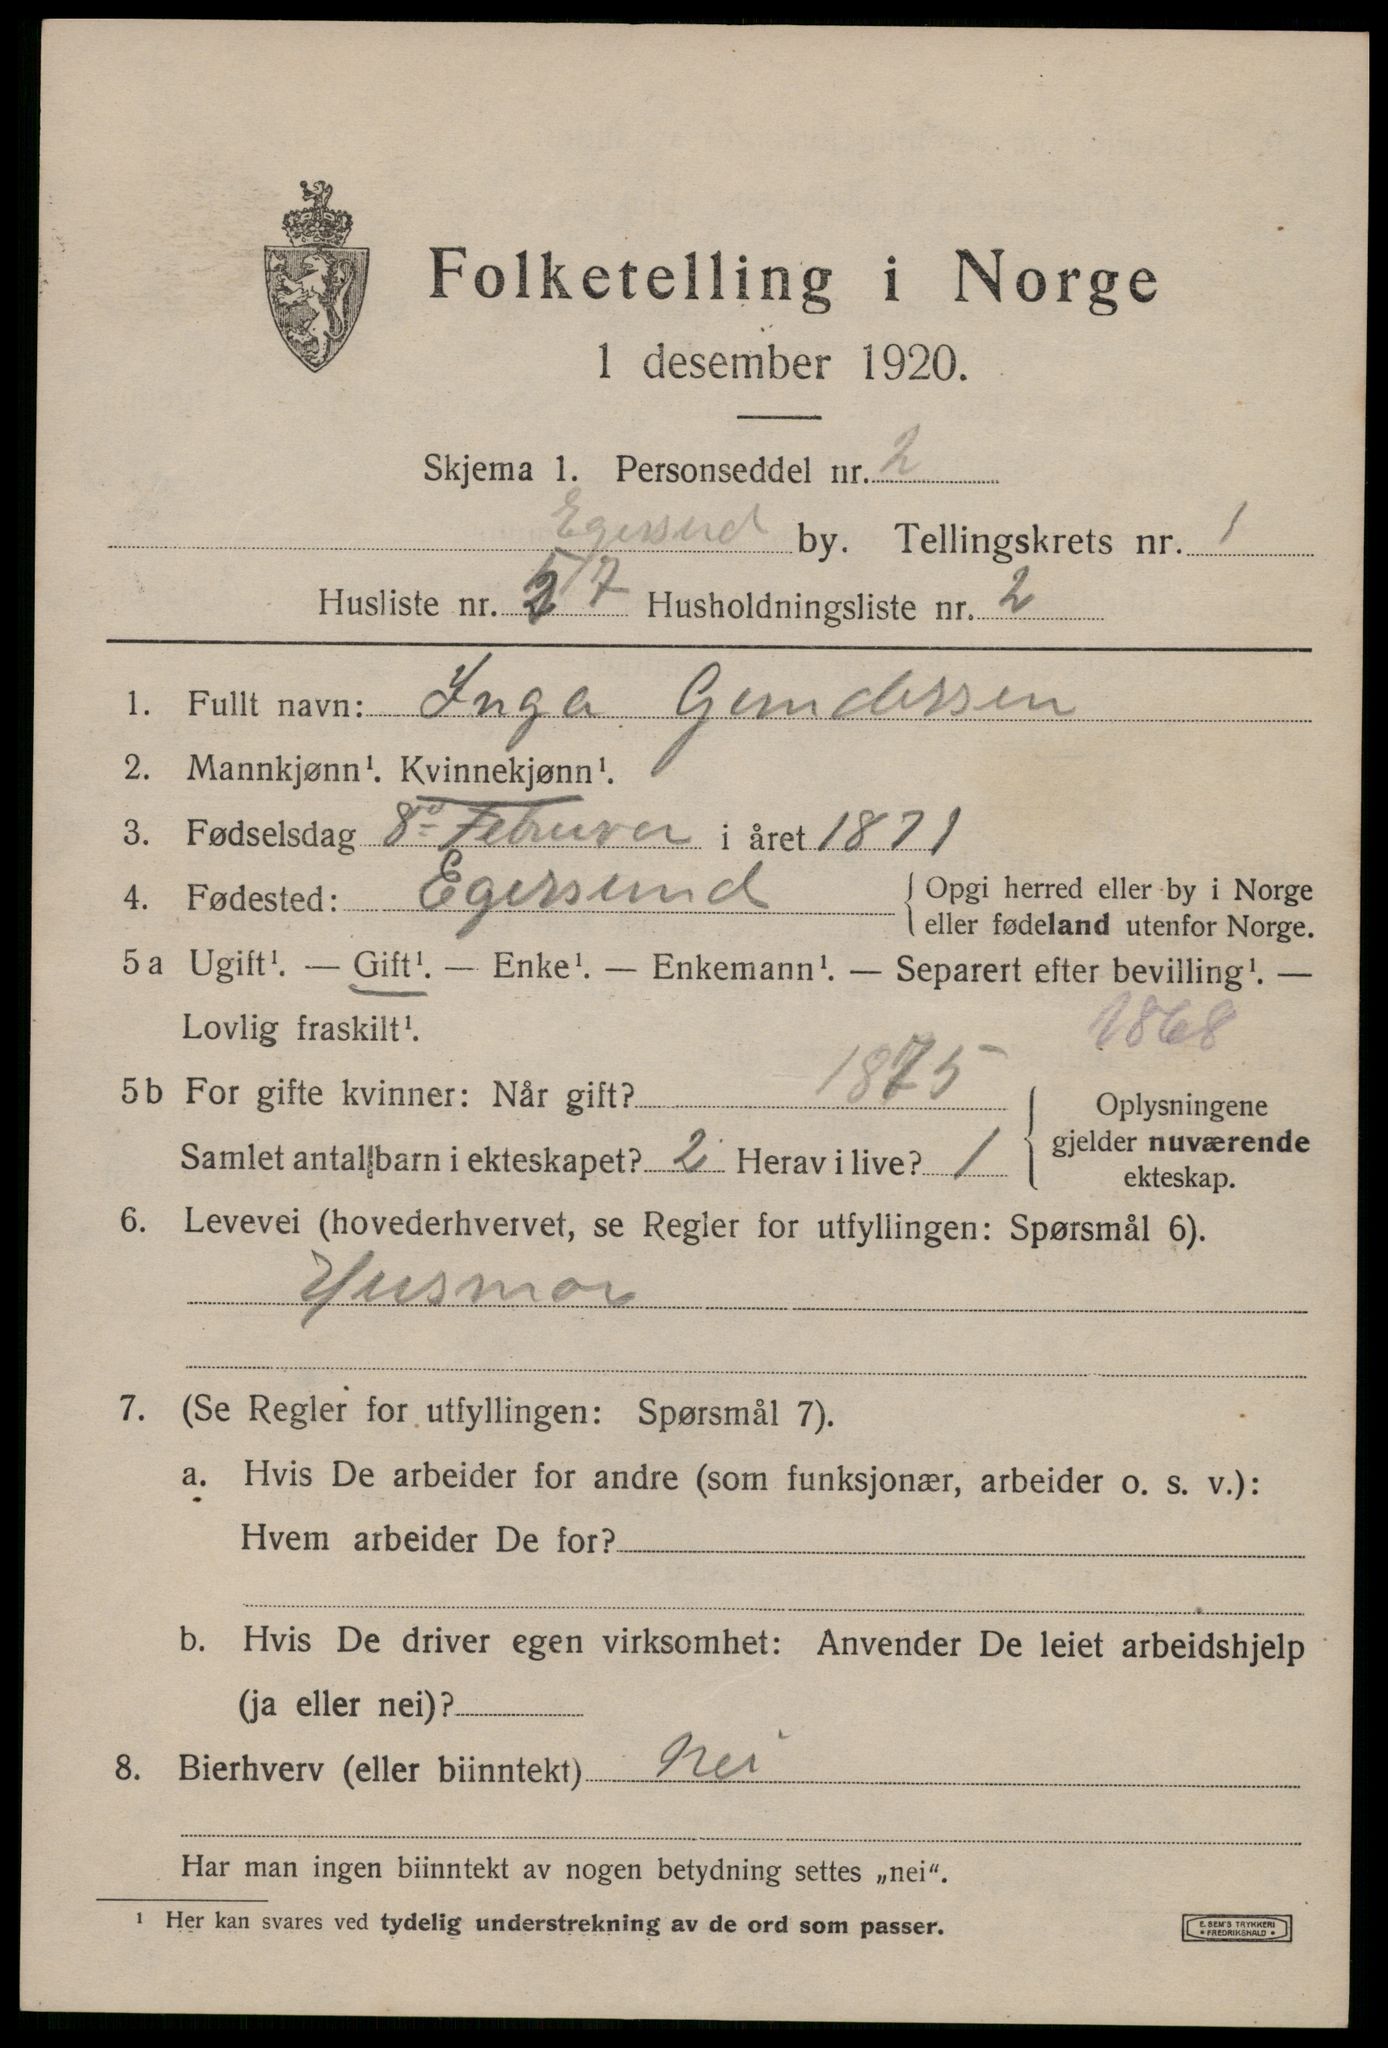 Folketelling i Norge
1 desember 1920.
Skjema 1. Personseddel nr. 2
Egersund by. Tellingskrets nr. 1
Husliste nr. 57 Husholdningsliste nr. 2
1. Fullt navn: Inga Gundersen
2. Mannkjønn¹. Kvinnekjønn¹.
3. Fødselsdag 8de Februar i året 1871
4. Fødested: Egersund { Opgi herred eller by i Norge
eller fødeland utenfor Norge.
5a Ugift¹. — Gift¹. — Enke¹. — Enkemann¹. — Separert efter bevilling¹. —
Lovlig fraskilt¹. 1868
5b For gifte kvinner: Når gift? 1875
Samlet antal barn i ekteskapet? 2 Herav i live? 1
{ Oplysningene
gjelder nuværende
ekteskap.
6. Levevei (hovederhvervet, se Regler for utfyllingen: Spørsmål 6).
Husmor
7. (Se Regler for utfyllingen: Spørsmål 7).
a. Hvis De arbeider for andre (som funksjonær, arbeider o. s. v.):
Hvem arbeider De for?
b. Hvis De driver egen virksomhet: Anvender De leiet arbeidshjelp
(ja eller nei)?
8. Bierhverv (eller biinntekt) Nei
Har man ingen biinntekt av nogen betydning settes „nei“.
¹ Her kan svares ved tydelig understrekning av de ord som passer.
E. SEM'S TRYKKERI
FREDRIKSHALD